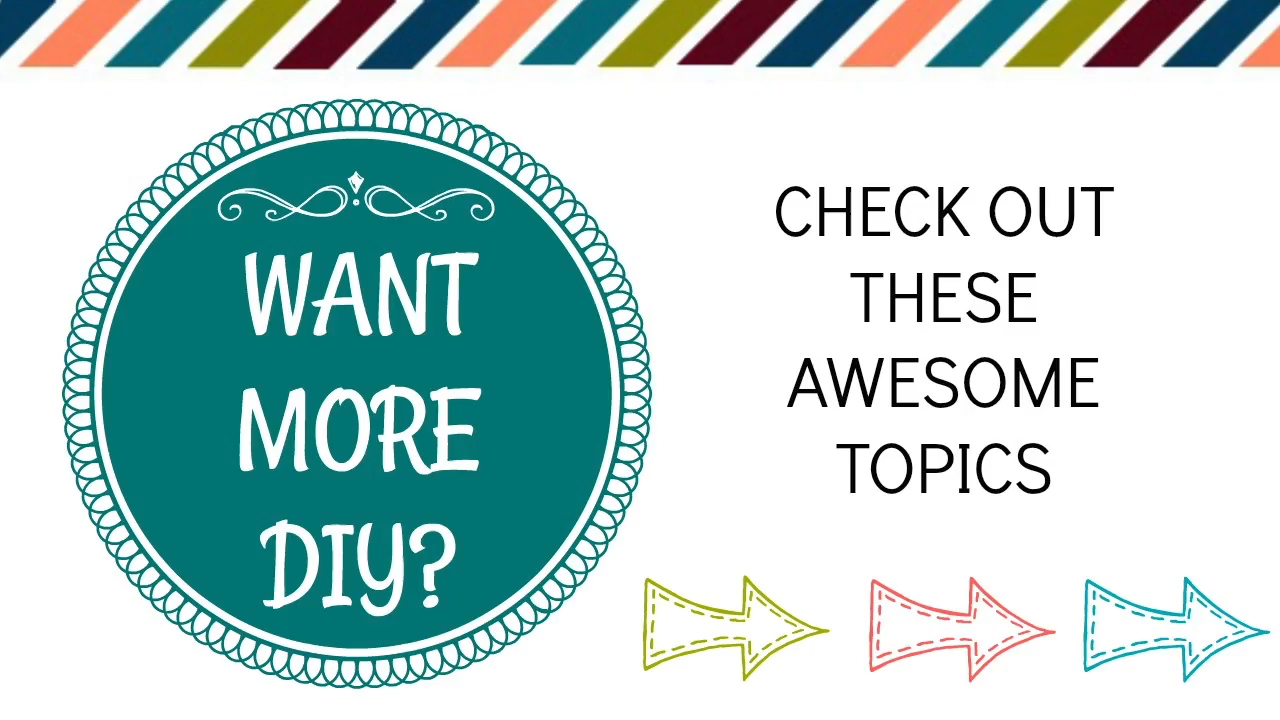 WANT
MORE
DIY?
CHECK OUT
THESE
AWESOME
TOPICS